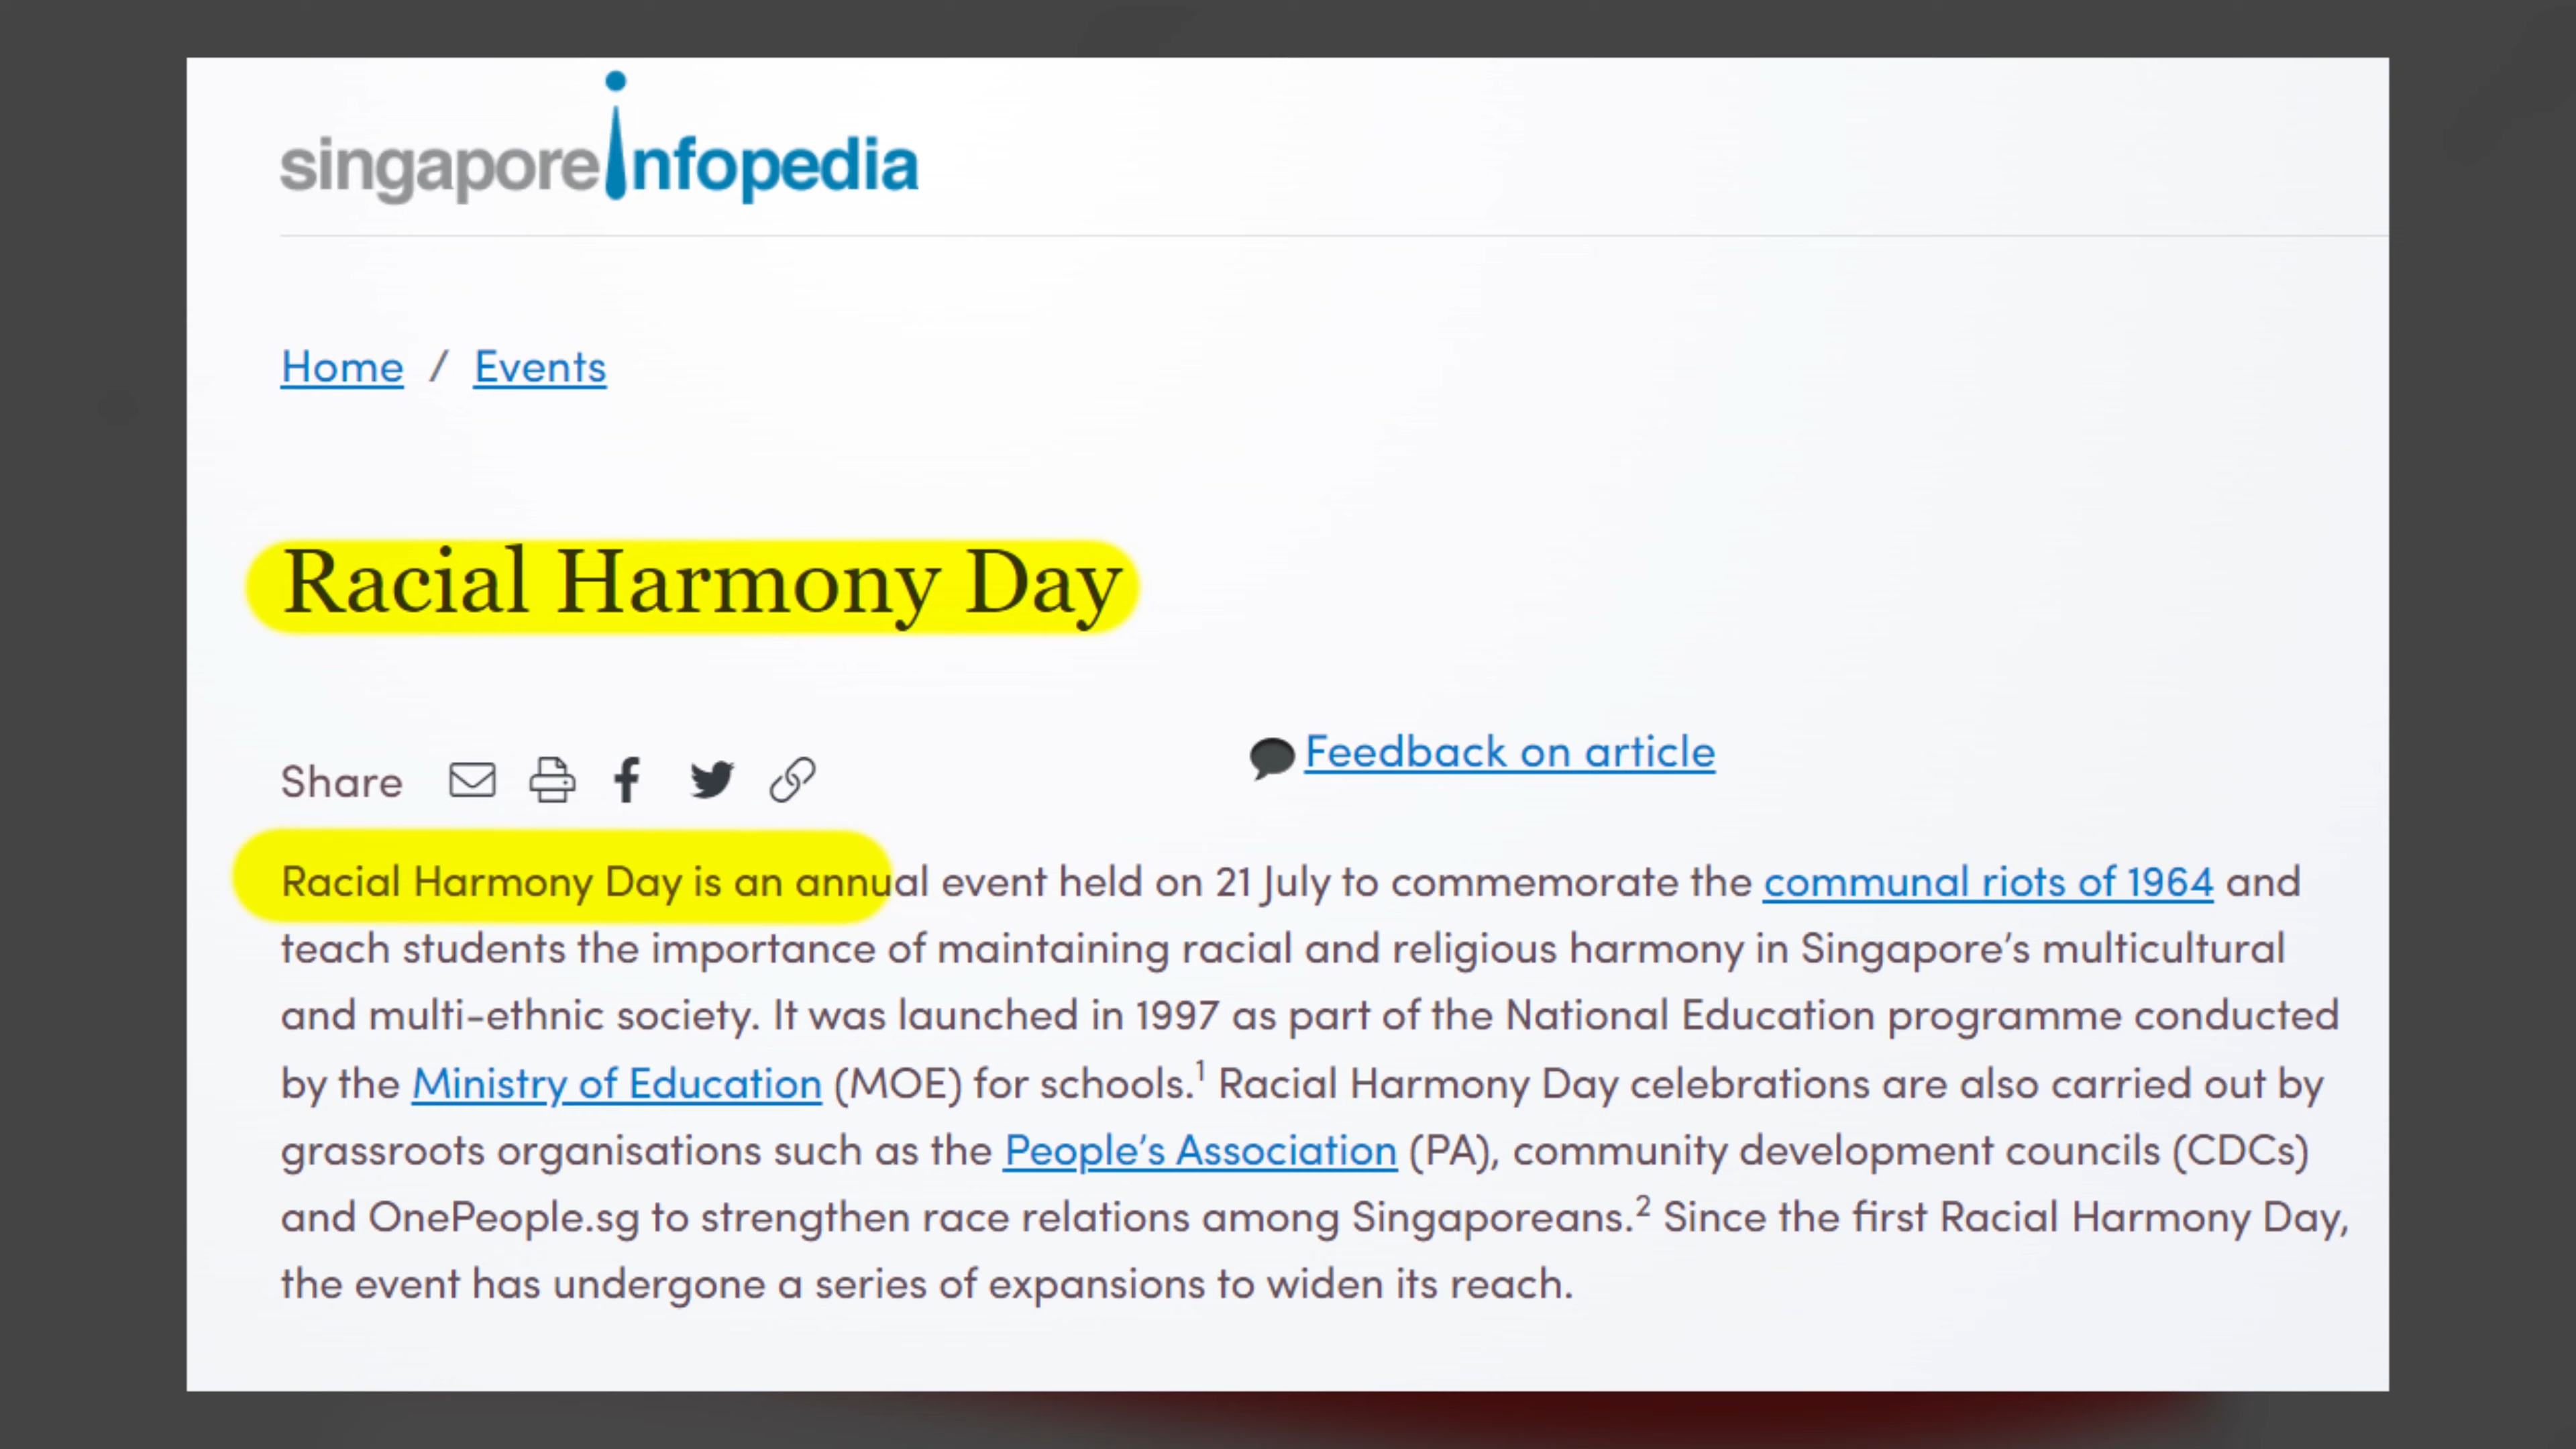 singapore infopedia
Home / Events
Racial Harmony Day
Share
Feedback on article
Racial Harmony Day is an annual event held on 21 July to commemorate the communal riots of 1964 and
teach students the importance of maintaining racial and religious harmony in Singapore’s multicultural
and multi-ethnic society. It was launched in 1997 as part of the National Education programme conducted
by the Ministry of Education (MOE) for schools.1 Racial Harmony Day celebrations are also carried out by
grassroots organisations such as the People’s Association (PA), community development councils (CDCs)
and OnePeople.sg to strengthen race relations among Singaporeans.2 Since the first Racial Harmony Day,
the event has undergone a series of expansions to widen its reach.